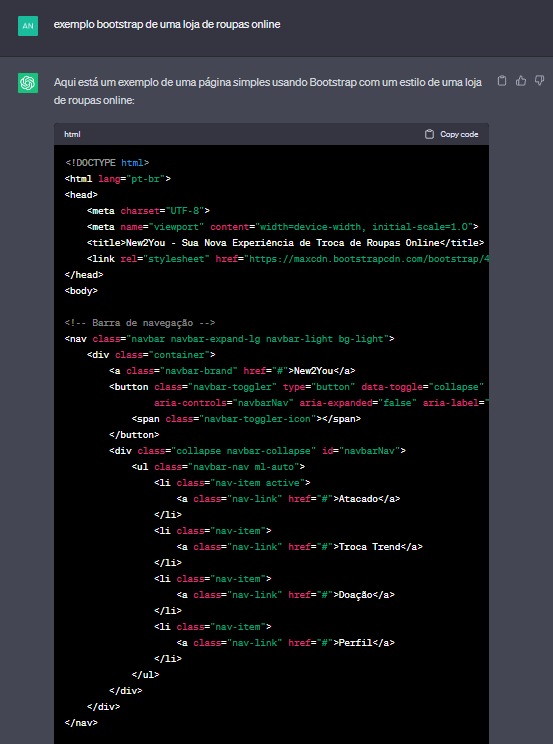 AN
exemplo bootstrap de uma loja de roupas online
Aqui está um exemplo de uma página simples usando Bootstrap com um estilo de uma loja
de roupas online:
html
Copy code
<!DOCTYPE html>
<html lang="pt-br">
<head>
    <meta charset="UTF-8">
    <meta name="viewport" content="width=device-width, initial-scale=1.0">
    <title>New2You - Sua Nova Experiência de Troca de Roupas Online</title>
    <link rel="stylesheet" href="https://maxcdn.bootstrapcdn.com/bootstrap/4
</head>
<body>
<!-- Barra de navegação -->
<nav class="navbar navbar-expand-lg navbar-light bg-light">
    <div class="container">
        <a class="navbar-brand" href="#">New2You</a>
        <button class="navbar-toggler" type="button" data-toggle="collapse"
                aria-controls="navbarNav" aria-expanded="false" aria-label="
            <span class="navbar-toggler-icon"></span>
        </button>
        <div class="collapse navbar-collapse" id="navbarNav">
            <ul class="navbar-nav ml-auto">
                <li class="nav-item active">
                    <a class="nav-link" href="#">Atacado</a>
                </li>
                <li class="nav-item">
                    <a class="nav-link" href="#">Troca Trend</a>
                </li>
                <li class="nav-item">
                    <a class="nav-link" href="#">Doação</a>
                </li>
                <li class="nav-item">
                    <a class="nav-link" href="#">Perfil</a>
                </li>
            </ul>
        </div>
    </div>
</nav>